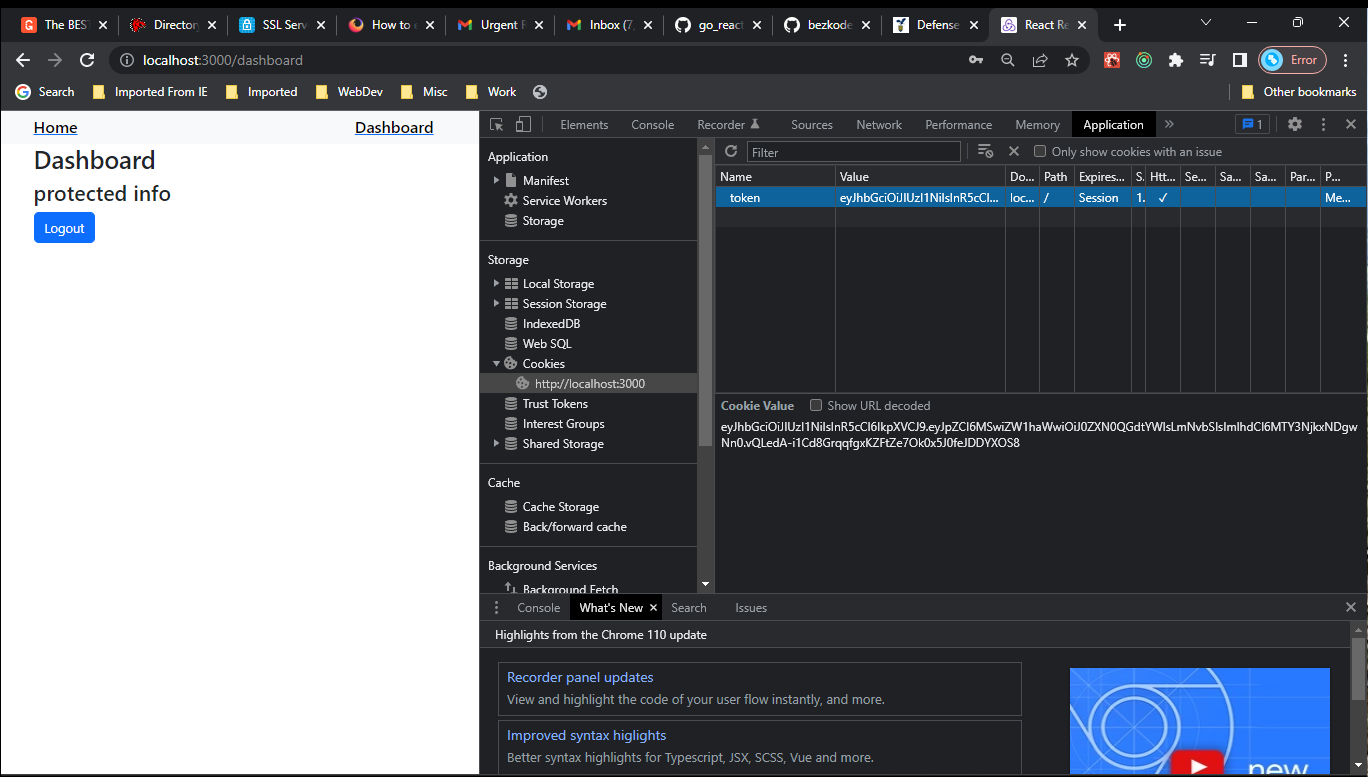 The BES
Director
SSL Serv
How to e
Urgent F
Inbox (7,
go_react
bezkode
Defense
React Re
localhost:3000/dashboard
Error
Search
Imported From IE
Imported
WebDev
Misc
Work
Other bookmarks
Home
Dashboard
Dashboard
protected info
Logout
Elements
Console
Recorder
Sources
Network
Performance
Memory
Application
1
Application
Manifest
Service Workers
Storage
Storage
Local Storage
Session Storage
IndexedDB
Web SQL
Cookies
http://localhost:3000
Trust Tokens
Interest Groups
Shared Storage
Cache
Cache Storage
Back/forward cache
Background Services
Background Fetch
Filter
Only show cookies with an issue
Name Value Do... Path Expires... S. Htt... Se... Sa... Sa... Par... P...
token eyJhbGciOiJIUzI1NiIsInR5cCI... loc... / Session 1. ✓ Me...
Cookie Value
Show URL decoded
eyJhbGciOiJIUzI1NiIsInR5cCI6IkpXVCJ9.eyJpZCI6MSwiZW1haWwiOiJ0ZXN0QGdtYWlsLmNvbSIsImlhdCI6MTY3NjkxNDgw
Nn0.vQLedA-i1Cd8GrqqfgxKZFtZe7Ok0x5J0feJDDYXOS8
Console
What's New
Search
Issues
Highlights from the Chrome 110 update
Recorder panel updates
View and highlight the code of your user flow instantly, and more.
Improved syntax higlights
Better syntax highlights for Typescript, JSX, SCSS, Vue and more.
new